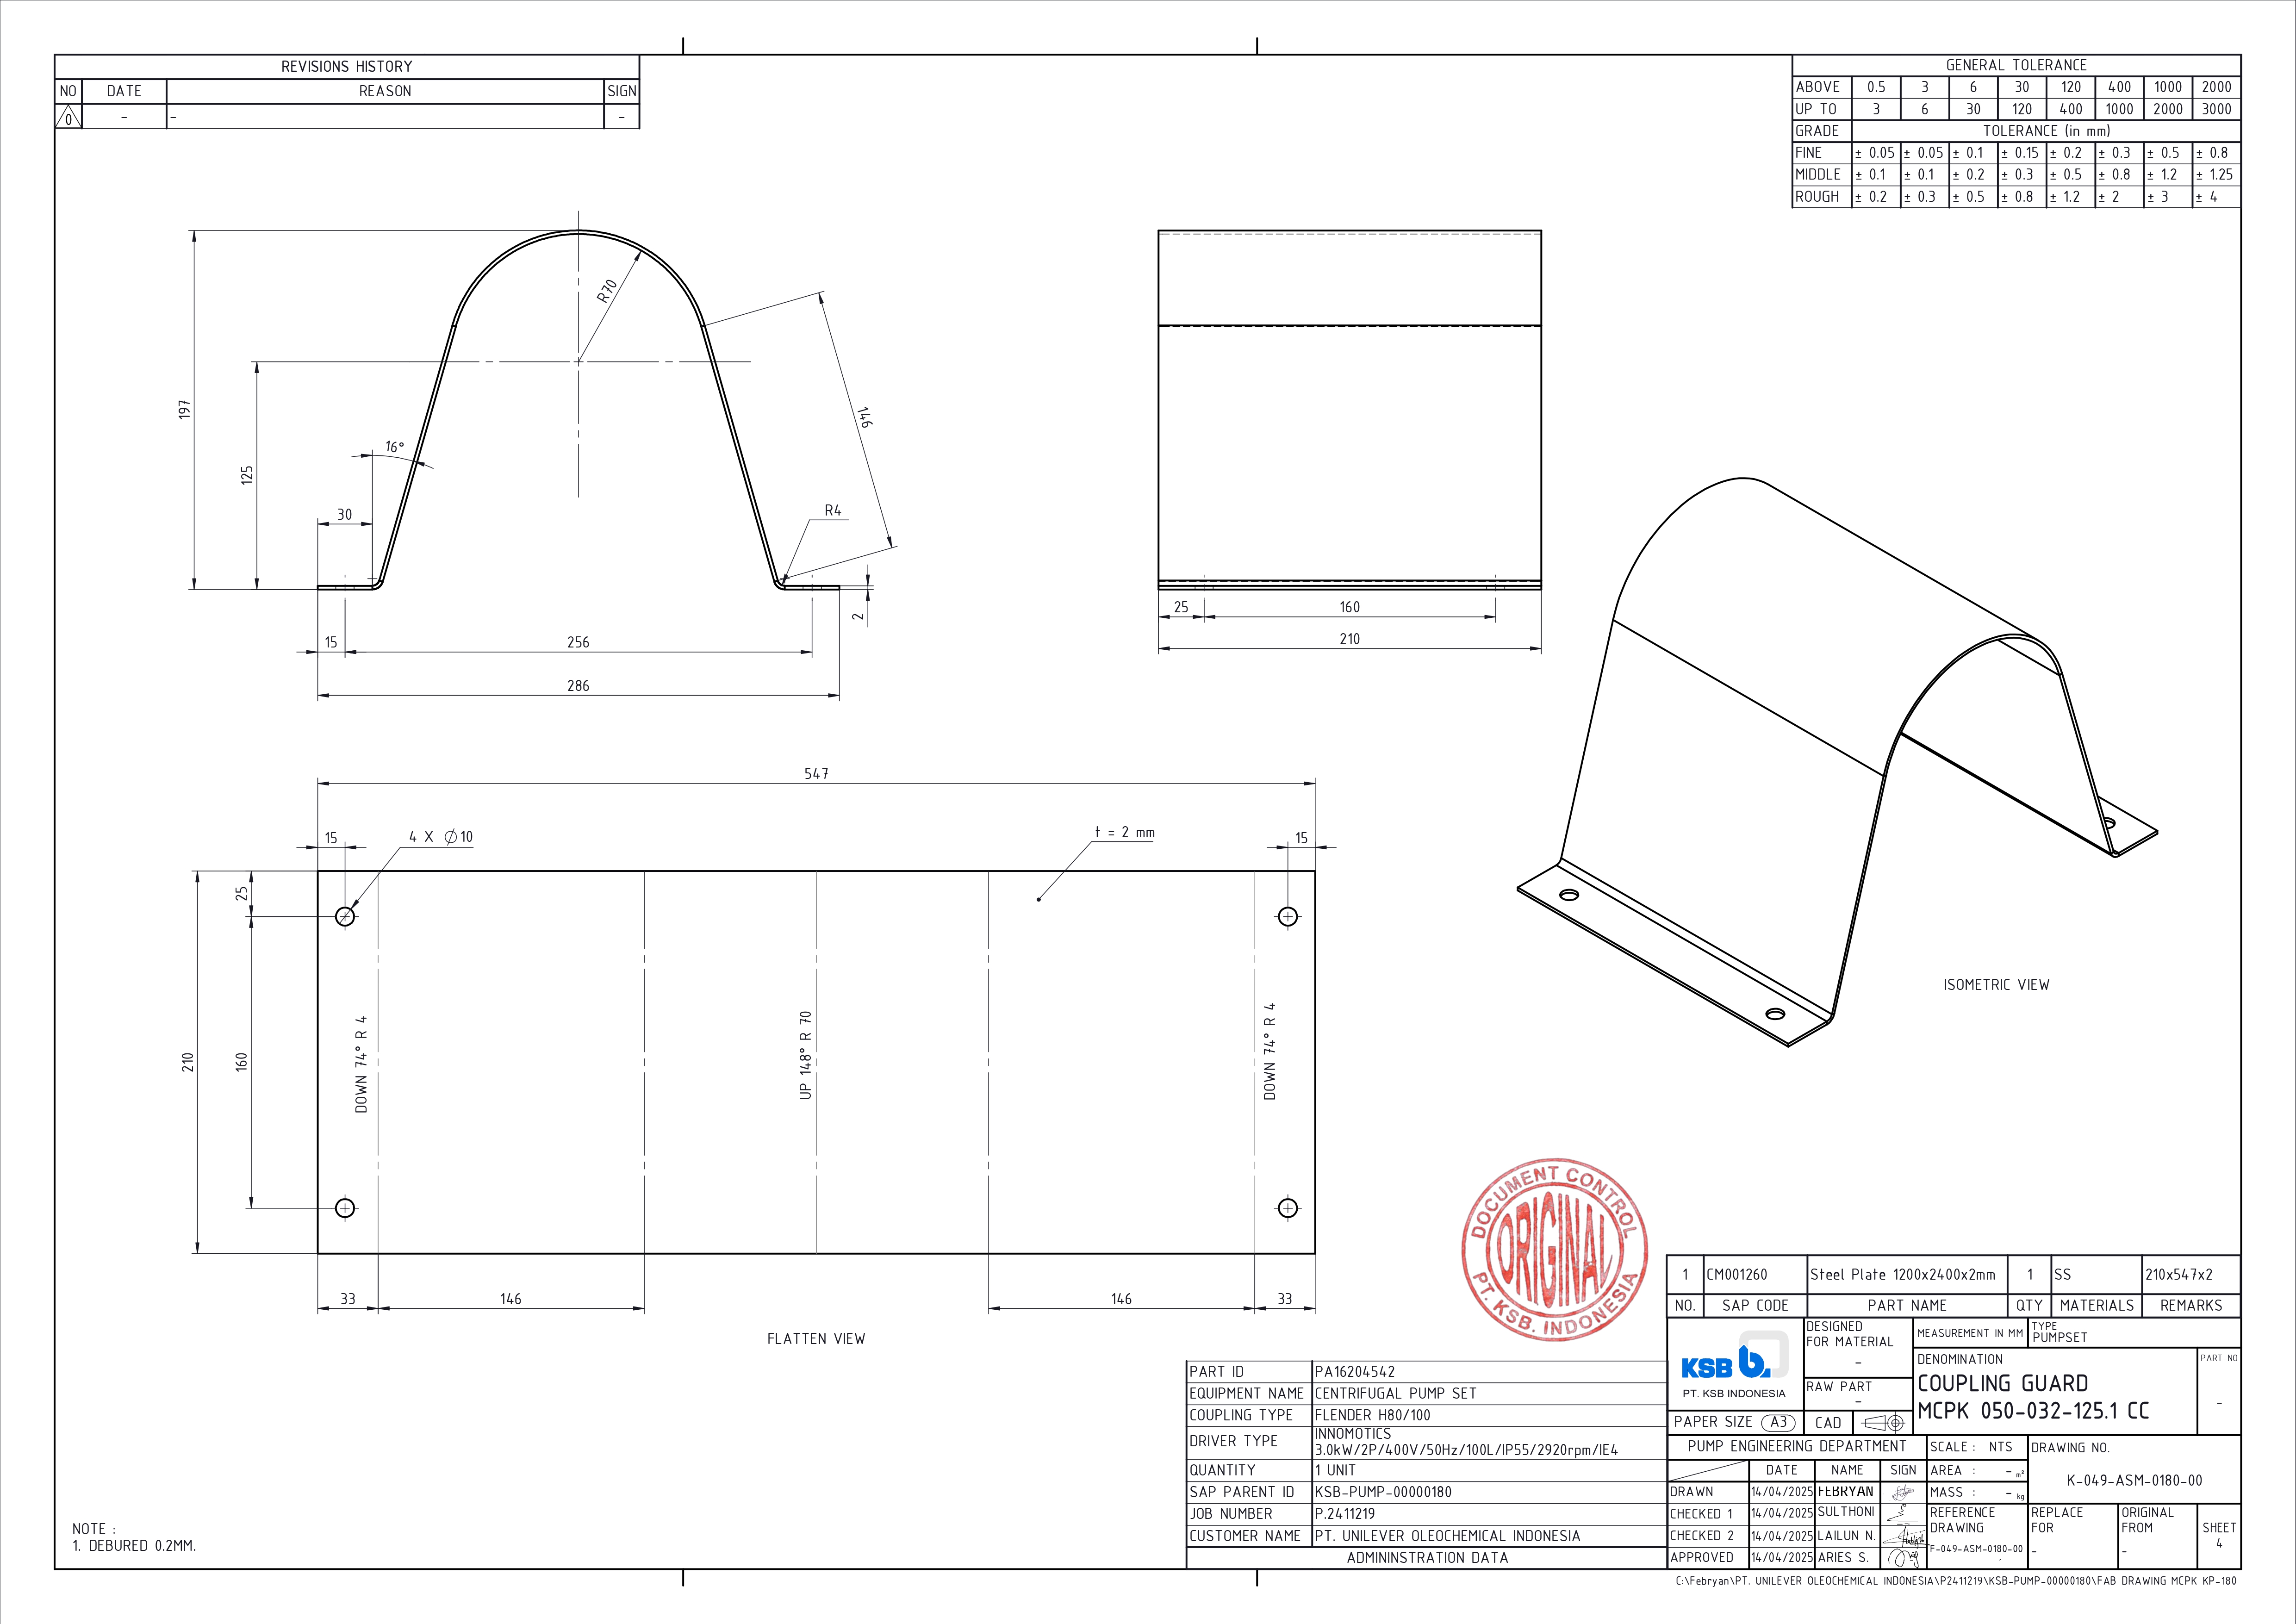 REVISIONS HISTORY
NO DATE REASON SIGN
0 - - -
GENERAL TOLERANCE
ABOVE 0.5 3 6 30 120 400 1000 2000
UP TO 3 6 30 120 400 1000 2000 3000
GRADE TOLERANCE (in mm)
FINE ± 0.05 ± 0.05 ± 0.1 ± 0.15 ± 0.2 ± 0.3 ± 0.5 ± 0.8
MIDDLE ± 0.1 ± 0.1 ± 0.2 ± 0.3 ± 0.5 ± 0.8 ± 1.2 ± 1.25
ROUGH ± 0.2 ± 0.3 ± 0.5 ± 0.8 ± 1.2 ± 2 ± 3 ± 4
R70
197
146
16°
125
30
R4
2
15
256
286
25
160
210
547
15
4 X Ø10
t = 2 mm
15
25
210
160
DOWN 74° R 4
UP 148° R 70
DOWN 74° R 4
33
146
146
33
FLATTEN VIEW
ISOMETRIC VIEW
DOCUMENT CONTROL
ORIGINAL
PT. KSB. INDONESIA
1 CM001260 Steel Plate 1200x2400x2mm 1 SS 210x547x2
NO. SAP CODE PART NAME QTY MATERIALS REMARKS
KSB b.
PT. KSB INDONESIA
DESIGNED
FOR MATERIAL
-
RAW PART
-
MEASUREMENT IN MM
TYPE
PUMPSET
DENOMINATION
COUPLING GUARD
MCPK 050-032-125.1 CC
PART-NO
-
PAPER SIZE A3 CAD
PUMP ENGINEERING DEPARTMENT
SCALE : NTS
DRAWING NO.
K-049-ASM-0180-00
DATE NAME SIGN
AREA : - m²
MASS : - kg
DRAWN 14/04/2025 FEBRYAN
CHECKED 1 14/04/2025 SULTHONI
CHECKED 2 14/04/2025 LAILUN N.
APPROVED 14/04/2025 ARIES S.
REFERENCE
DRAWING
F-049-ASM-0180-00
REPLACE
FOR
-
ORIGINAL
FROM
-
SHEET
4
PART ID PA16204542
EQUIPMENT NAME CENTRIFUGAL PUMP SET
COUPLING TYPE FLENDER H80/100
DRIVER TYPE INNOMOTICS
3.0kW/2P/400V/50Hz/100L/IP55/2920rpm/IE4
QUANTITY 1 UNIT
SAP PARENT ID KSB-PUMP-00000180
JOB NUMBER P.2411219
CUSTOMER NAME PT. UNILEVER OLEOCHEMICAL INDONESIA
ADMININSTRATION DATA
NOTE :
1. DEBURED 0.2MM.
C:\Febryan\PT. UNILEVER OLEOCHEMICAL INDONESIA\P2411219\KSB-PUMP-00000180\FAB DRAWING MCPK KP-180